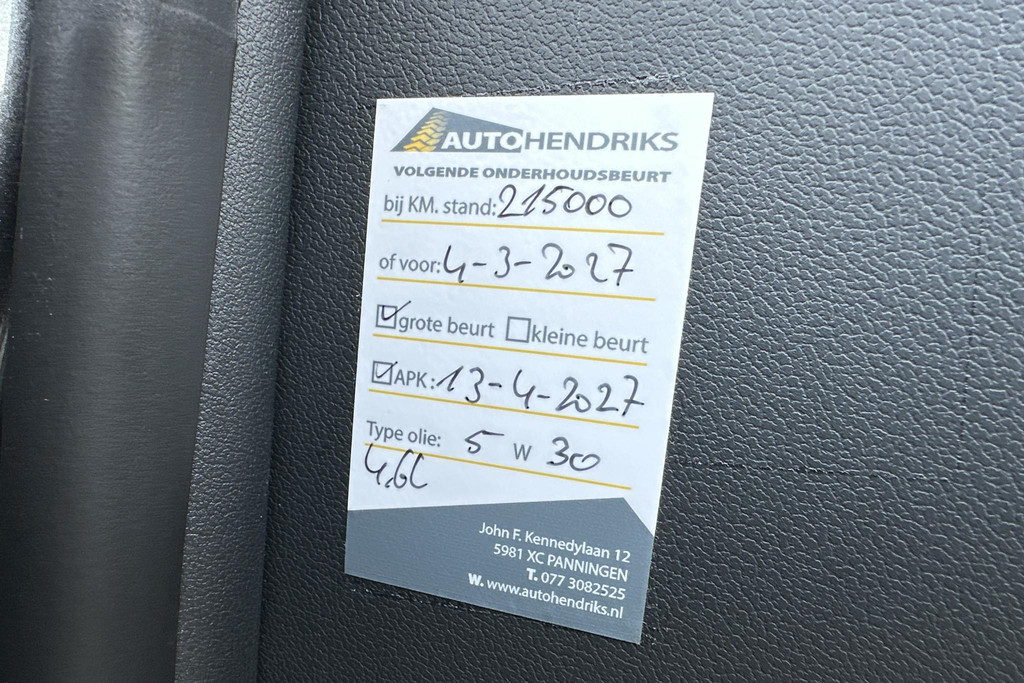 AUTOHENDRIKS
VOLGENDE ONDERHOUDSBEURT
bij KM. stand: 215000
of voor: 4-3-2027
grote beurt kleine beurt
APK: 13-4-2027
Type olie: 5 W 30
4,6L
John F. Kennedylaan 12
5981 XC PANNINGEN
T. 077 3082525
W. www.autohendriks.nl